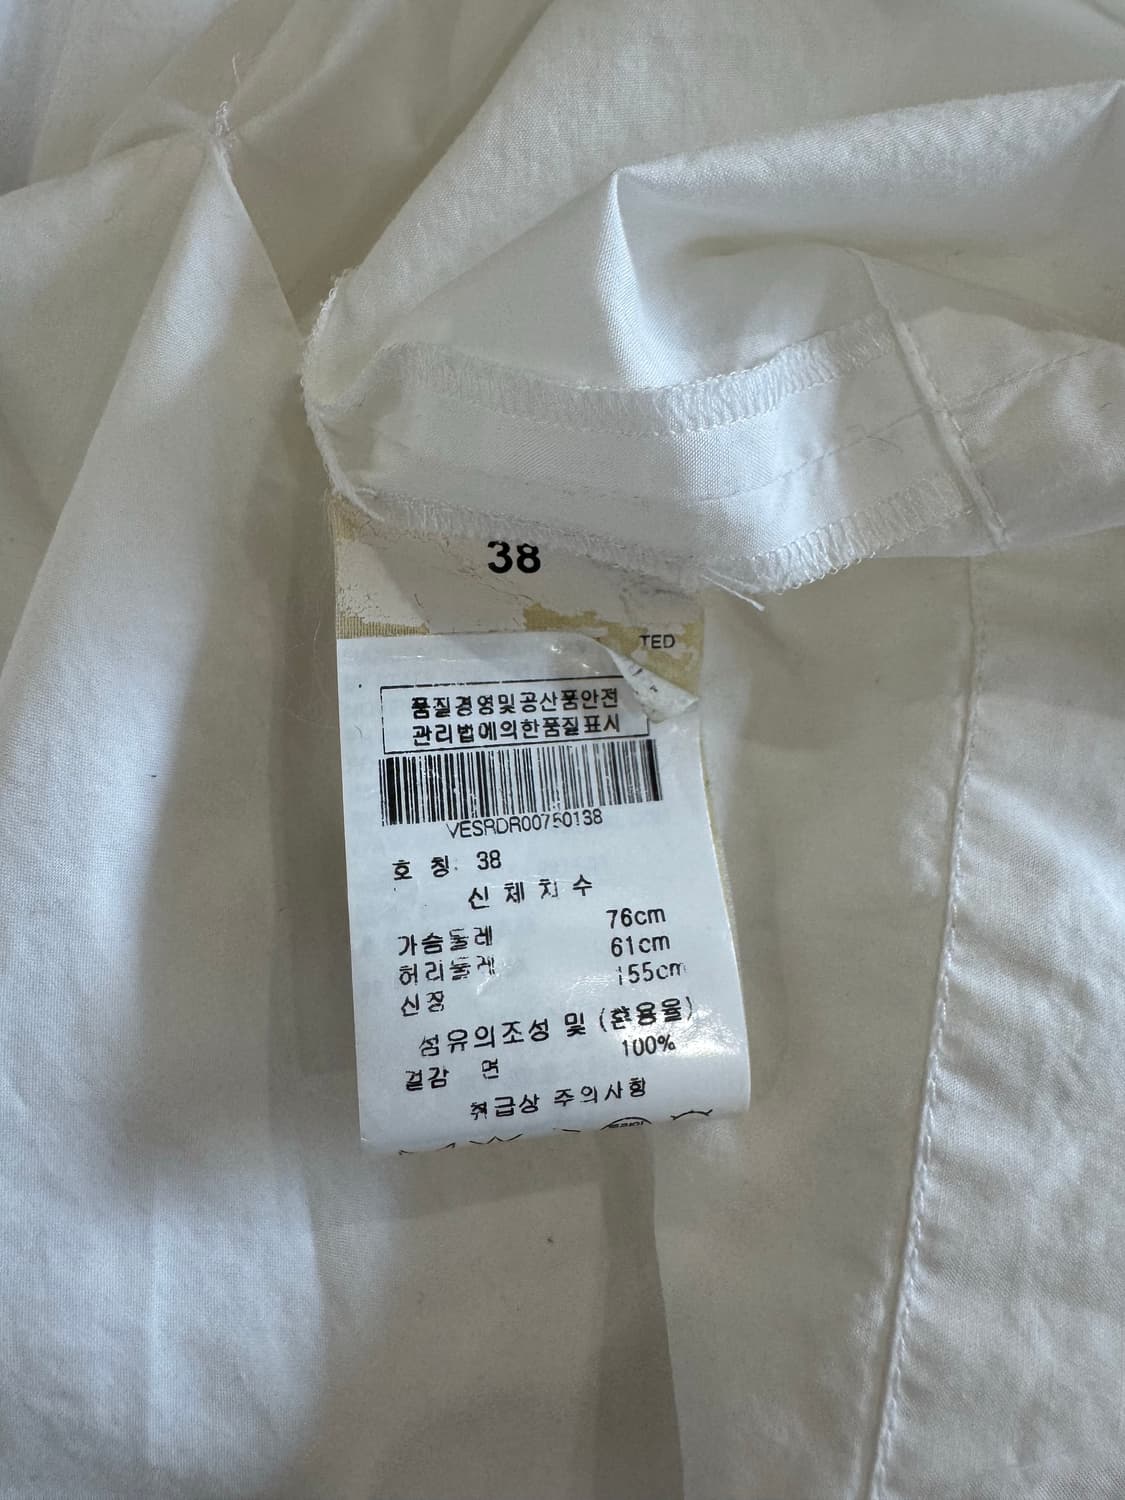 38
TED
품질경영및공산품안전
관리법에의한품질표시
VESRDR00750138
호 칭: 38
신 체 치 수
가슴둘레 76cm
허리둘레 61cm
신장 155cm
섬유의조성 및 (혼용율)
겉감 면 100%
취급상 주의사항